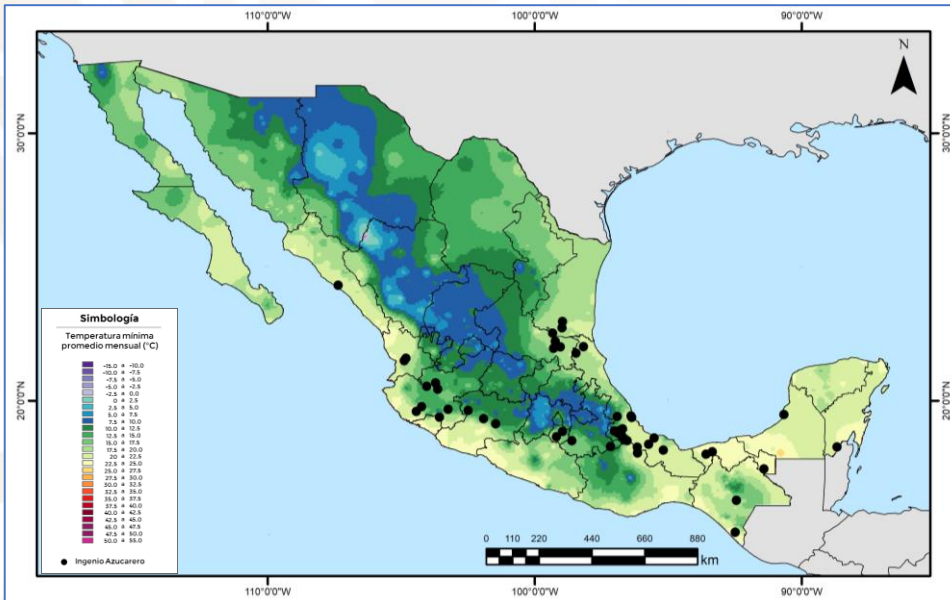 110°0'0"W 100°0'0"W 90°0'0"W
N
30°0'0"N 30°0'0"N
20°0'0"N 20°0'0"N
Simbología
Temperatura mínima
promedio mensual (°C)
-15.0 a -10.0
-10.0 a -7.5
-7.5 a -5.0
-5.0 a -2.5
-2.5 a 0.0
0 a 2.5
2.5 a 5.0
5.0 a 7.5
7.5 a 10.0
10.0 a 12.5
12.5 a 15.0
15.0 a 17.5
17.5 a 20.0
20 a 22.5
22.5 a 25.0
25.0 a 27.5
27.5 a 30.0
30.0 a 32.5
32.5 a 35.0
35.0 a 37.5
37.5 a 40.0
40.0 a 42.5
42.5 a 45.0
45.0 a 47.5
47.5 a 50.0
50.0 a 55.0
Ingenio Azucarero
0 110 220 440 660 880
km
110°0'0"W 100°0'0"W 90°0'0"W